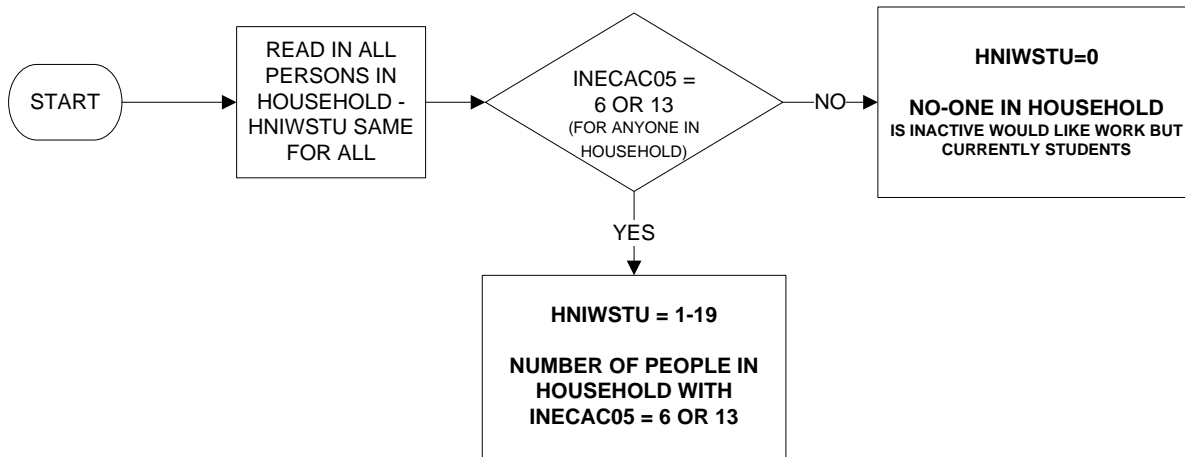 START
READ IN ALL
PERSONS IN
HOUSEHOLD -
HNIWSTU SAME
FOR ALL
INECAC05 =
6 OR 13
(FOR ANYONE IN
HOUSEHOLD)
NO
HNIWSTU=0
NO-ONE IN HOUSEHOLD
IS INACTIVE WOULD LIKE WORK BUT
CURRENTLY STUDENTS
YES
HNIWSTU = 1-19
NUMBER OF PEOPLE IN
HOUSEHOLD WITH
INECAC05 = 6 OR 13